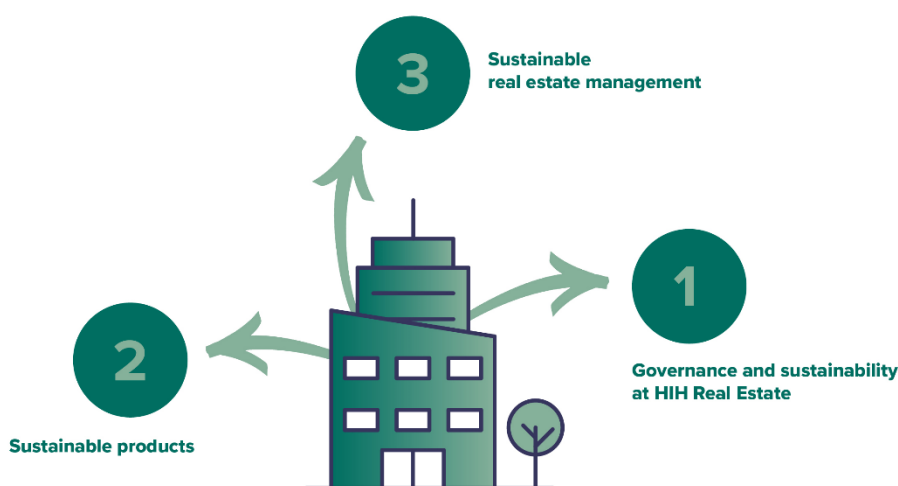 3
Sustainable
real estate management
1
Governance and sustainability
at HIH Real Estate
2
Sustainable products